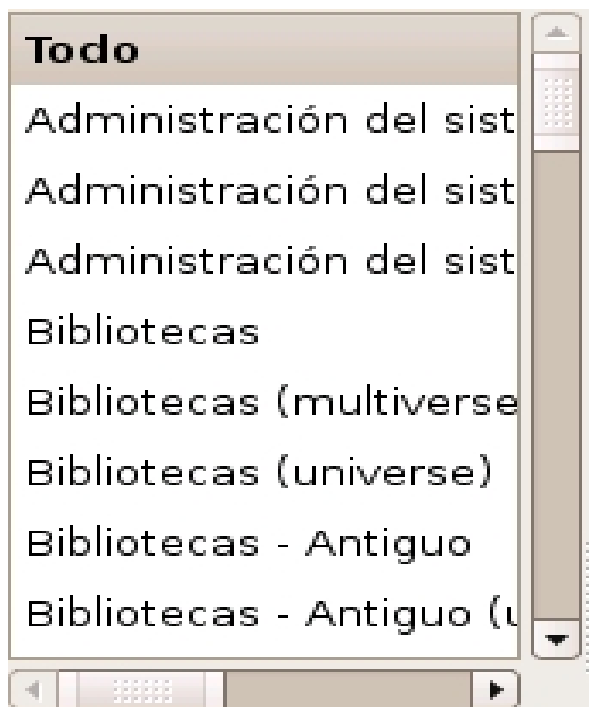 Todo
Administración del sist
Administración del sist
Administración del sist
Bibliotecas
Bibliotecas (multiverse
Bibliotecas (universe)
Bibliotecas - Antiguo
Bibliotecas - Antiguo (u